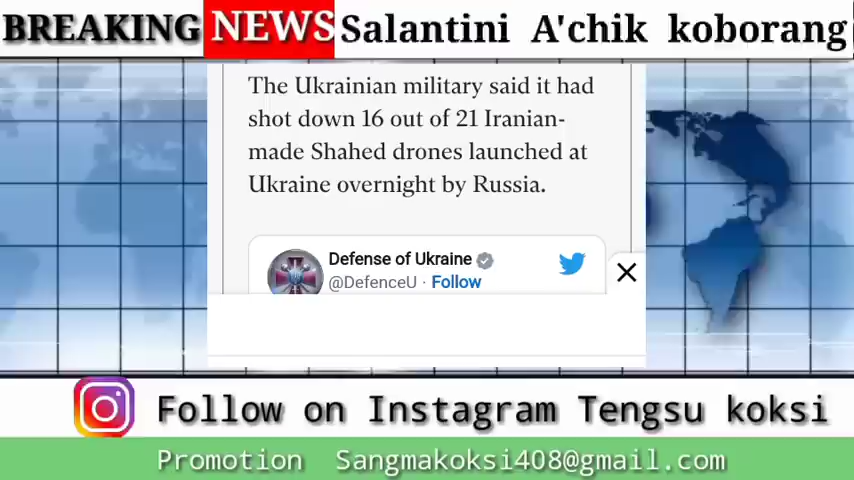 BREAKING NEWS Salantini A'chik koborang
The Ukrainian military said it had
shot down 16 out of 21 Iranian-
made Shahed drones launched at
Ukraine overnight by Russia.
Defense of Ukraine
@DefenceU · Follow
Follow on Instagram Tengsu koksi
Promotion Sangmakoksi408@gmail.com